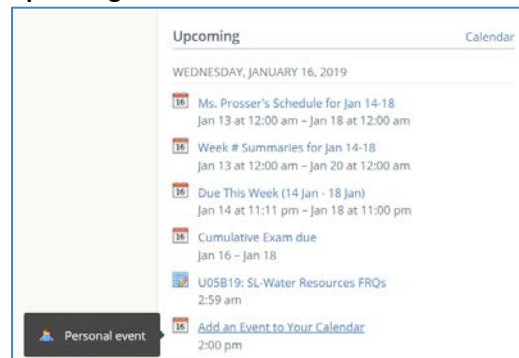 Upcoming Calendar
WEDNESDAY, JANUARY 16, 2019
16 Ms. Prosser's Schedule for Jan 14-18
Jan 13 at 12:00 am – Jan 18 at 12:00 am
16 Week # Summaries for Jan 14-18
Jan 13 at 12:00 am – Jan 20 at 12:00 am
16 Due This Week (14 Jan - 18 Jan)
Jan 14 at 11:11 pm – Jan 18 at 11:00 pm
16 Cumulative Exam due
Jan 16 – Jan 18
U05B19: SL-Water Resources FRQs
2:59 am
Personal event 16 Add an Event to Your Calendar
2:00 pm